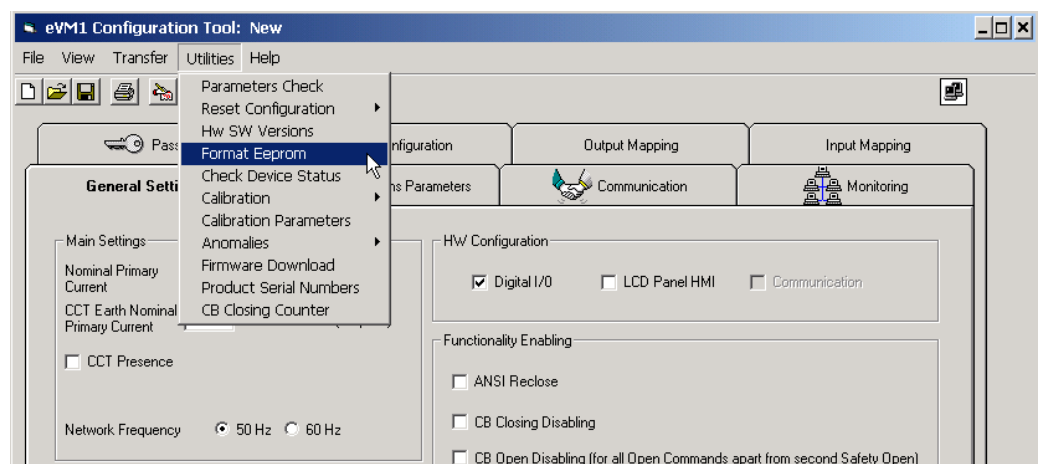 eVM1 Configuration Tool: New
File View Transfer Utilities Help
Parameters Check
Reset Configuration
Hw SW Versions
Format Eeprom
Check Device Status
Calibration
Calibration Parameters
Anomalies
Firmware Download
Product Serial Numbers
CB Closing Counter
Output Mapping
Input Mapping
General
Parameters
Communication
Monitoring
Main Settings
Nominal Primary
Current
CCT Earth Nominal
Primary Current
CCT Presence
Network Frequency 50 Hz 60 Hz
HW Configuration
Digital I/O LCD Panel HMI Communication
Functionality Enabling
ANSI Reclose
CB Closing Disabling
CB Open Disabling (for all Open Commands apart from second Safety Open)